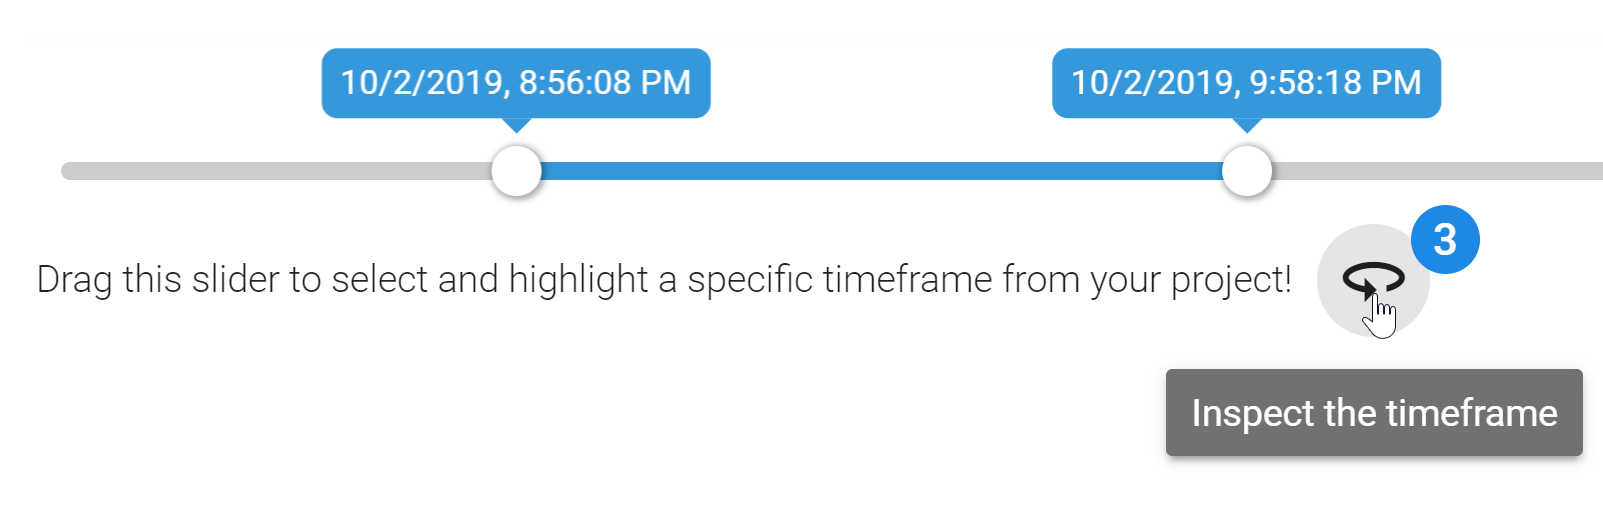 10/2/2019, 8:56:08 PM
10/2/2019, 9:58:18 PM
3
Drag this slider to select and highlight a specific timeframe from your project!
Inspect the timeframe